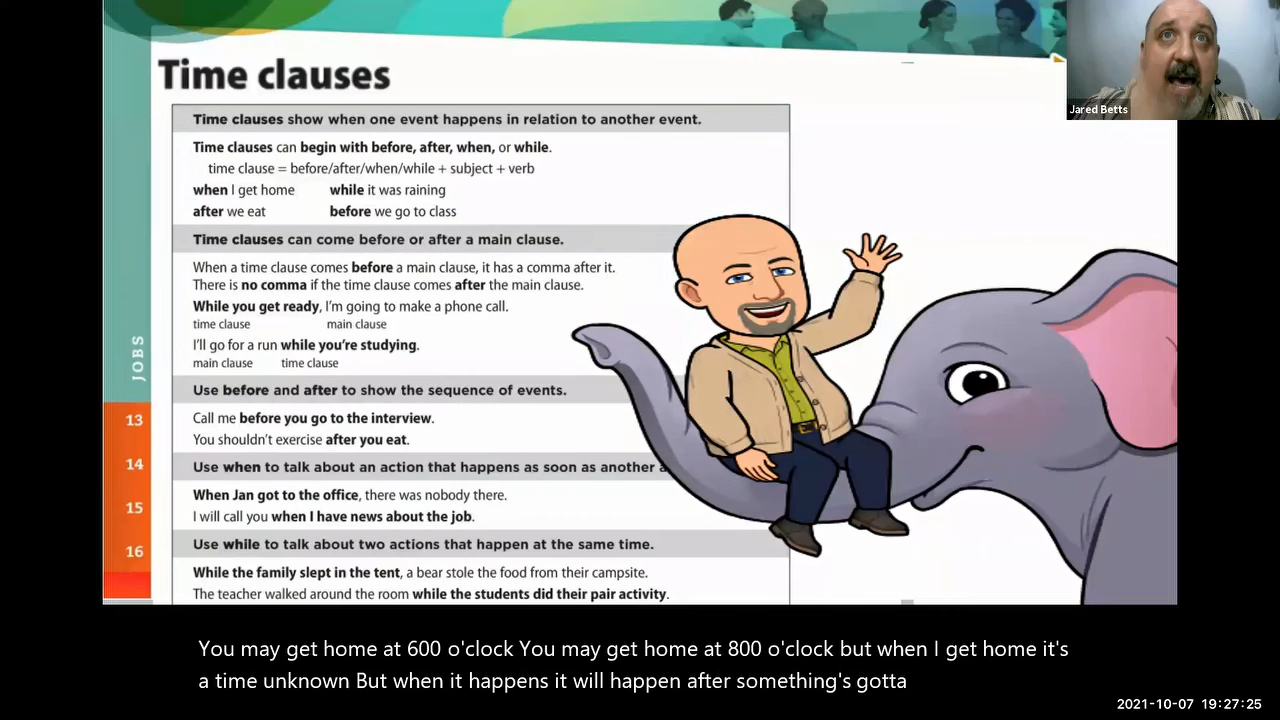 Time clauses
Jared Betts
Time clauses show when one event happens in relation to another event.
Time clauses can begin with before, after, when, or while.
time clause = before/after/when/while + subject + verb
when I get home while it was raining
after we eat before we go to class
Time clauses can come before or after a main clause.
When a time clause comes before a main clause, it has a comma after it.
There is no comma if the time clause comes after the main clause.
While you get ready, I'm going to make a phone call.
time clause main clause
I'll go for a run while you're studying.
main clause time clause
JOBS
Use before and after to show the sequence of events.
13
Call me before you go to the interview.
You shouldn't exercise after you eat.
14
Use when to talk about an action that happens as soon as another
When Jan got to the office, there was nobody there.
15
I will call you when I have news about the job.
Use while to talk about two actions that happen at the same time.
16
While the family slept in the tent, a bear stole the food from their campsite.
The teacher walked around the room while the students did their pair activity.
You may get home at 600 o'clock You may get home at 800 o'clock but when I get home it's
a time unknown But when it happens it will happen after something's gotta
2021-10-07 19:27:25